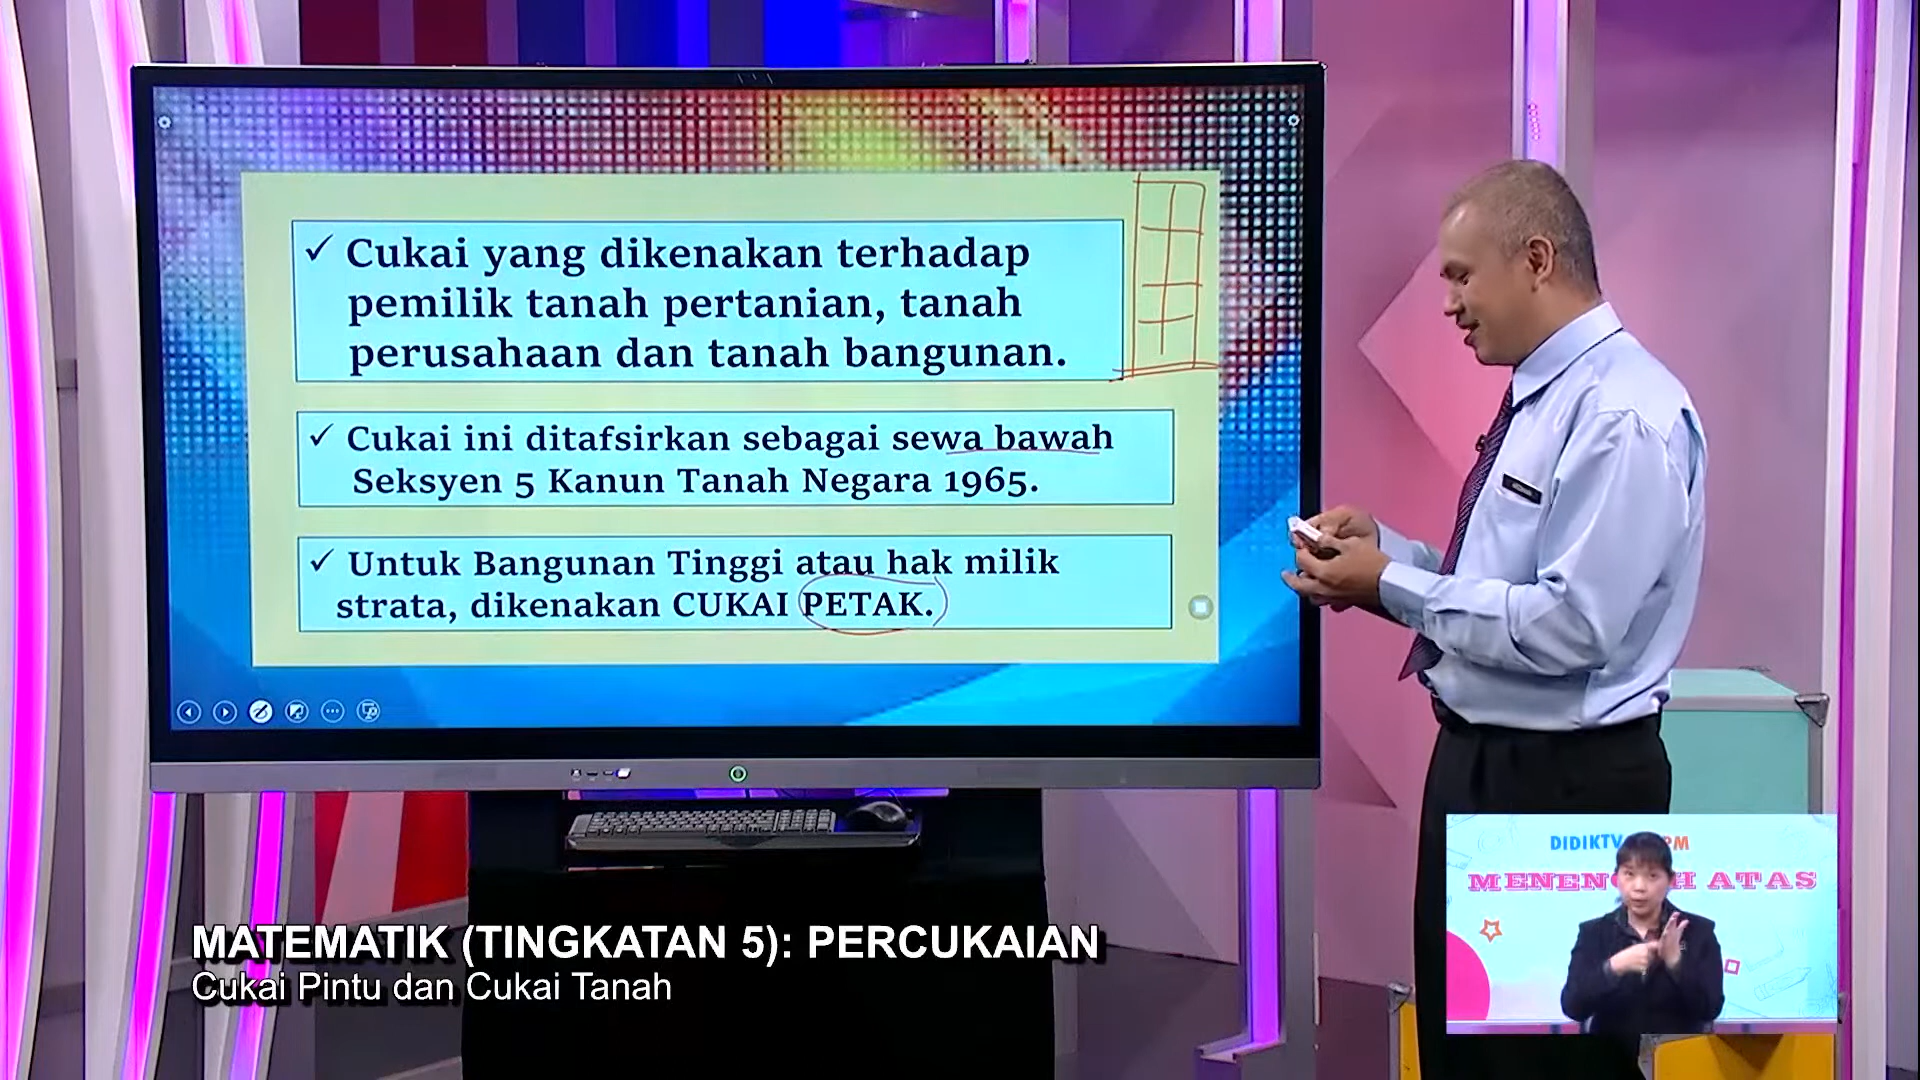 ✓ Cukai yang dikenakan terhadap
pemilik tanah pertanian, tanah
perusahaan dan tanah bangunan.
✓ Cukai ini ditafsirkan sebagai sewa bawah
Seksyen 5 Kanun Tanah Negara 1965.
✓ Untuk Bangunan Tinggi atau hak milik
strata, dikenakan CUKAI PETAK.
MATEMATIK (TINGKATAN 5): PERCUKAIAN
Cukai Pintu dan Cukai Tanah